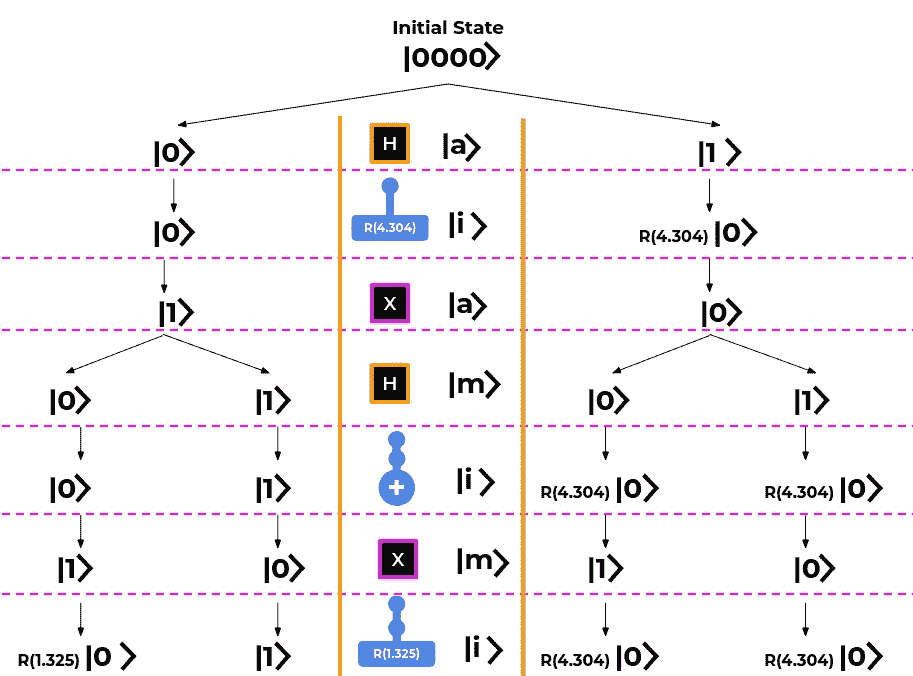 Initial State
|0000⟩
|0⟩ H |a⟩ |1⟩
|0⟩ R(4.304) |i⟩ R(4.304) |0⟩
|1⟩ X |a⟩ |0⟩
|0⟩ |1⟩ H |m⟩ |0⟩ |1⟩
|0⟩ |1⟩ + |i⟩ R(4.304) |0⟩ R(4.304) |0⟩
|1⟩ |0⟩ X |m⟩ |1⟩ |0⟩
R(1.325) |0⟩ |1⟩ R(1.325) |i⟩ R(4.304) |0⟩ R(4.304) |0⟩